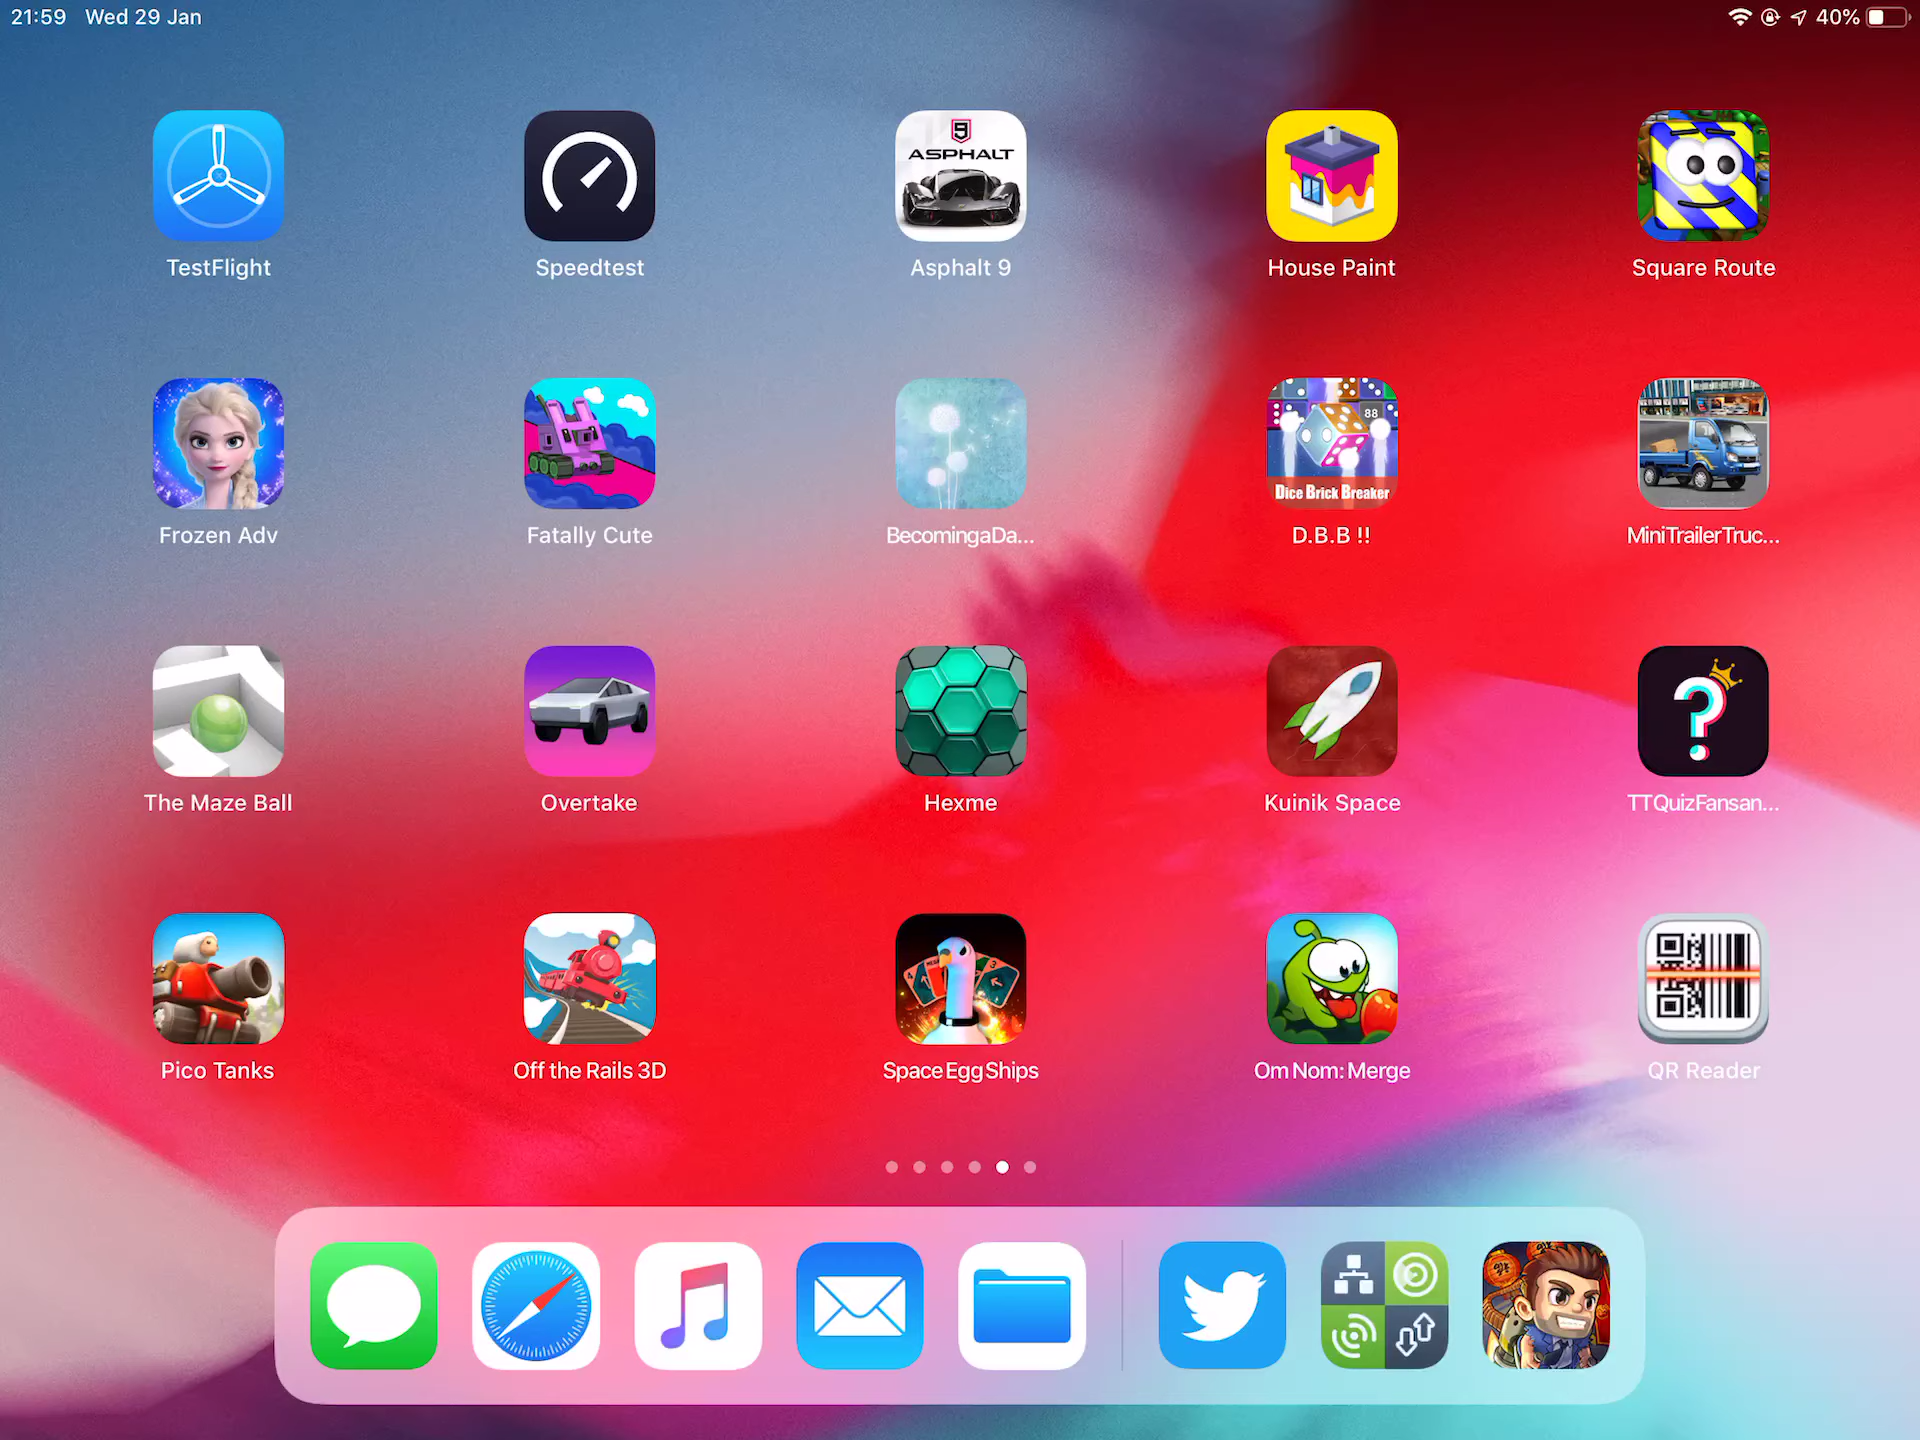 21:59 Wed 29 Jan
40%
9
ASPHALT
TestFlight
Speedtest
Asphalt 9
House Paint
Square Route
88
Dice Brick Breaker
Frozen Adv
Fatally Cute
BecomingaDa...
D.B.B !!
MiniTrailerTruc...
?
The Maze Ball
Overtake
Hexme
Kuinik Space
TTQuizFansan...
Pico Tanks
Off the Rails 3D
Space Egg Ships
Om Nom: Merge
QR Reader